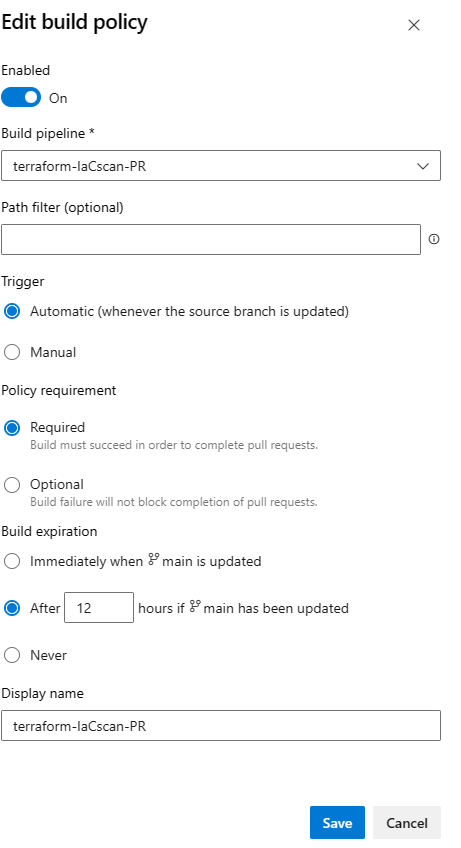 Edit build policy
Enabled
On
Build pipeline *
terraform-IaCscan-PR
Path filter (optional)
Trigger
Automatic (whenever the source branch is updated)
Manual
Policy requirement
Required
Build must succeed in order to complete pull requests.
Optional
Build failure will not block completion of pull requests.
Build expiration
Immediately when main is updated
After 12 hours if main has been updated
Never
Display name
terraform-IaCscan-PR
Save Cancel